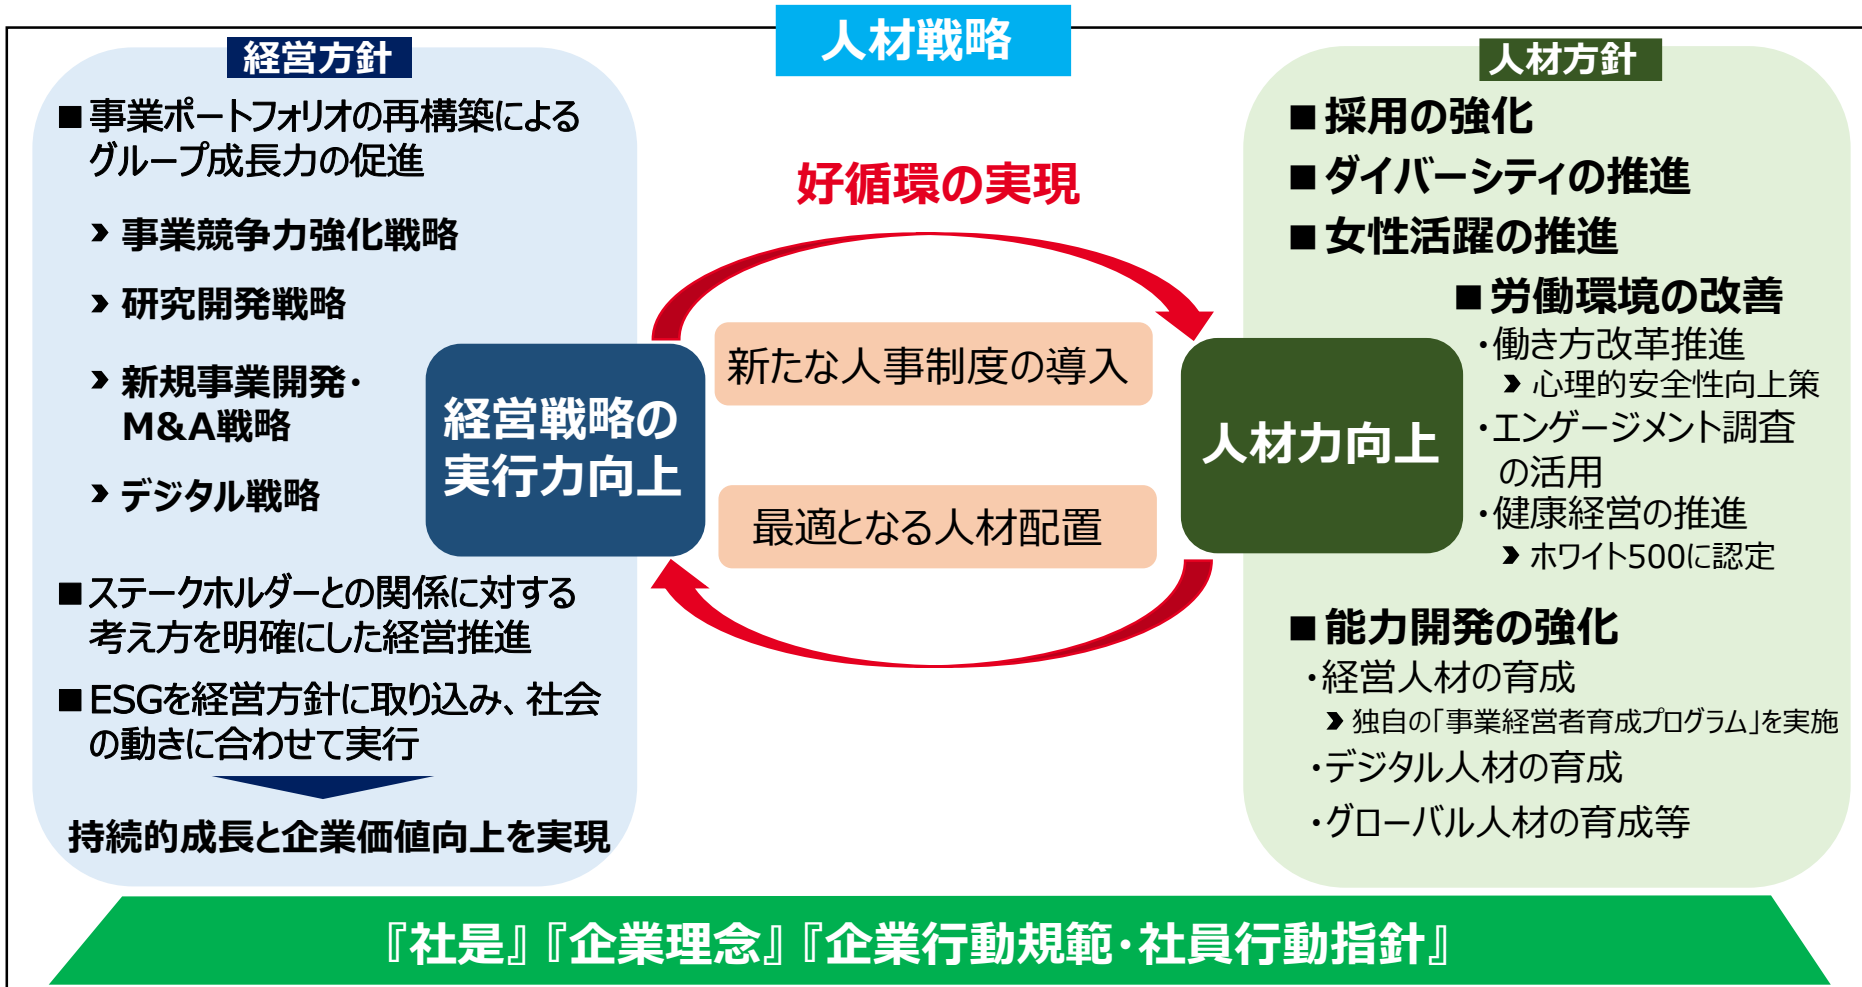 人材戦略
経営方針
■事業ポートフォリオの再構築による
グループ成長力の促進
事業競争力強化戦略
研究開発戦略
新規事業開発・
M&A戦略
デジタル戦略
■ステークホルダーとの関係に対する
考え方を明確にした経営推進
■ESGを経営方針に取り込み、社会
の動きに合わせて実行
持続的成長と企業価値向上を実現
経営戦略の
実行力向上
好循環の実現
新たな人事制度の導入
最適となる人材配置
人材力向上
人材方針
■採用の強化
■ダイバーシティの推進
■女性活躍の推進
■労働環境の改善
・働き方改革推進
心理的安全性向上策
・エンゲージメント調査
の活用
・健康経営の推進
ホワイト500に認定
■能力開発の強化
・経営人材の育成
独自の「事業経営者育成プログラム」を実施
・デジタル人材の育成
・グローバル人材の育成等
『社是』『企業理念』『企業行動規範・社員行動指針』